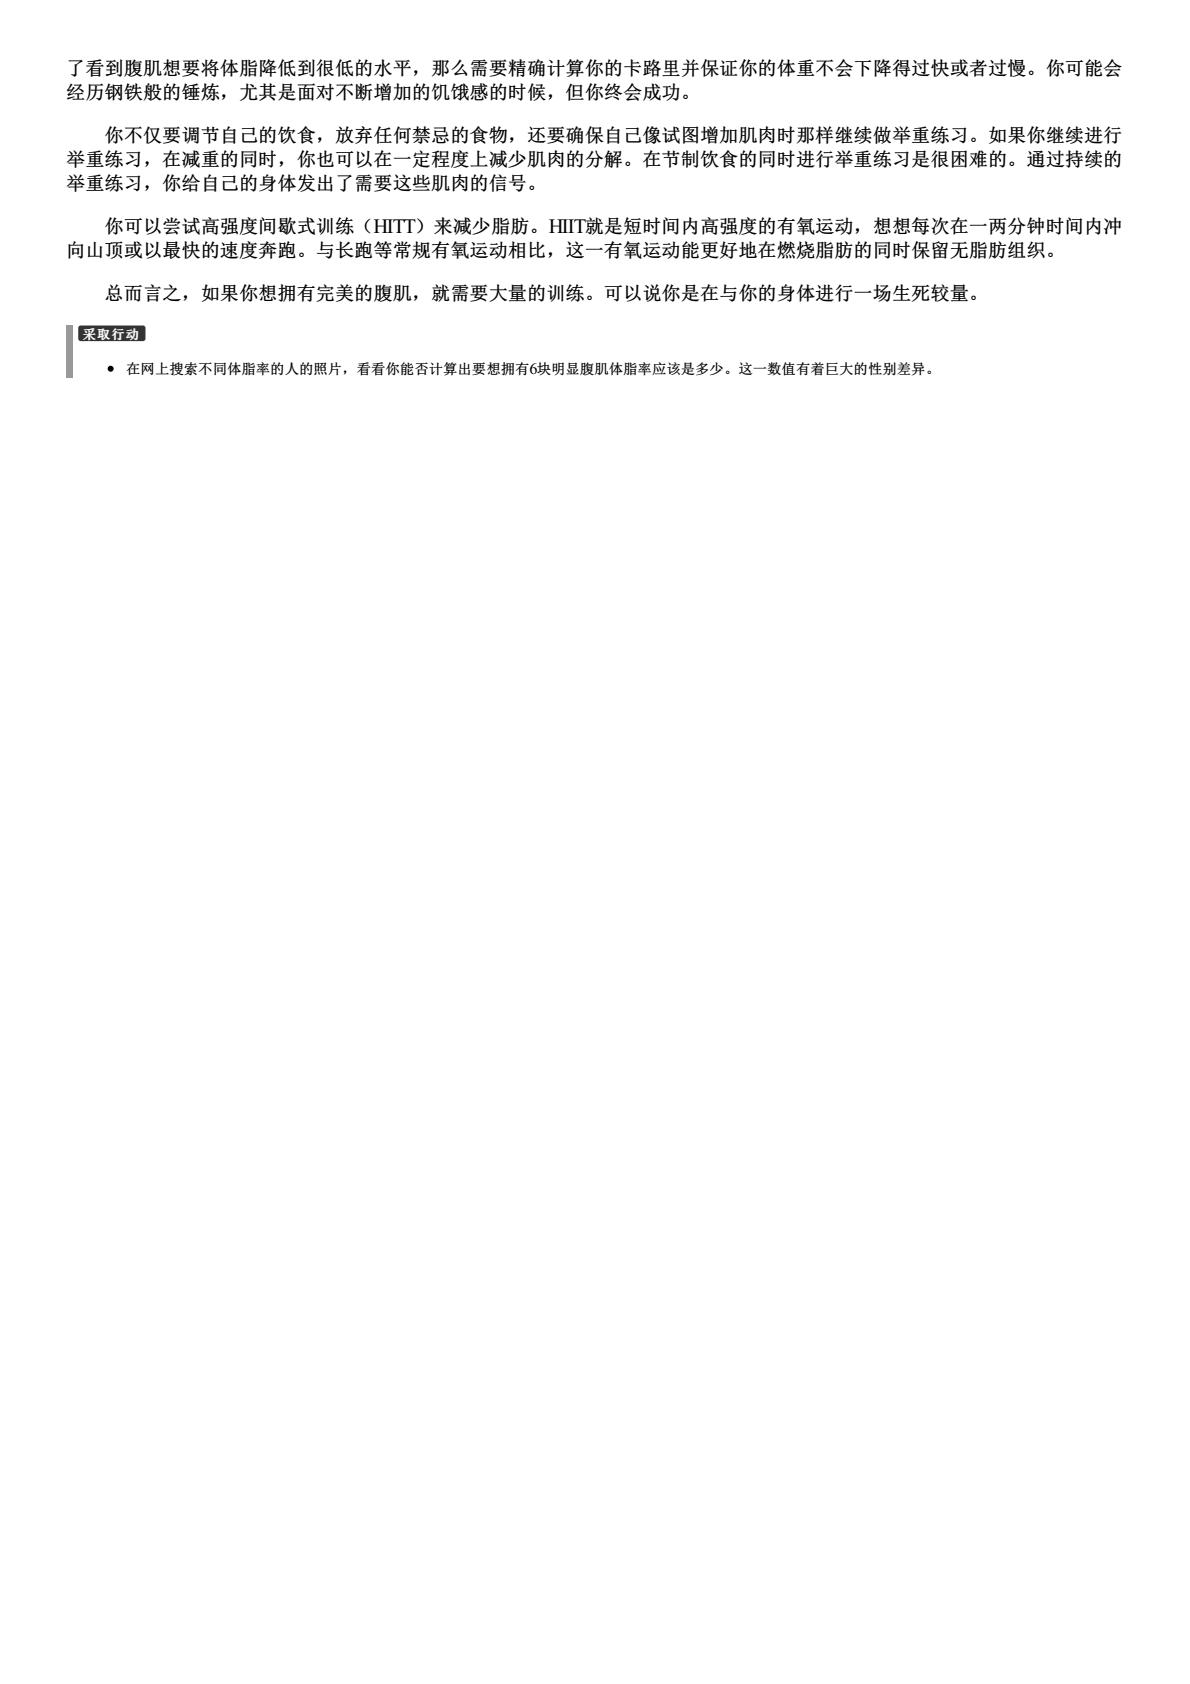 了看到腹肌想要将体脂降低到很低的水平，那么需要精确计算你的卡路里并保证你的体重不会下降得过快或者过慢。你可能会
经历钢铁般的锤炼，尤其是面对不断增加的饥饿感的时候，但你终会成功。
你不仅要调节自己的饮食，放弃任何禁忌的食物，还要确保自己像试图增加肌肉时那样继续做举重练习。如果你继续进行
举重练习，在减重的同时，你也可以在一定程度上减少肌肉的分解。在节制饮食的同时进行举重练习是很困难的。通过持续的
举重练习，你给自己的身体发出了需要这些肌肉的信号。
你可以尝试高强度间歇式训练（HITT）来减少脂肪。HIIT就是短时间内高强度的有氧运动，想想每次在一两分钟时间内冲
向山顶或以最快的速度奔跑。与长跑等常规有氧运动相比，这一有氧运动能更好地在燃烧脂肪的同时保留无脂肪组织。
总而言之，如果你想拥有完美的腹肌，就需要大量的训练。可以说你是在与你的身体进行一场生死较量。
采取行动
● 在网上搜索不同体脂率的人的照片，看看你能否计算出要想拥有6块明显腹肌体脂率应该是多少。这一数值有着巨大的性别差异。